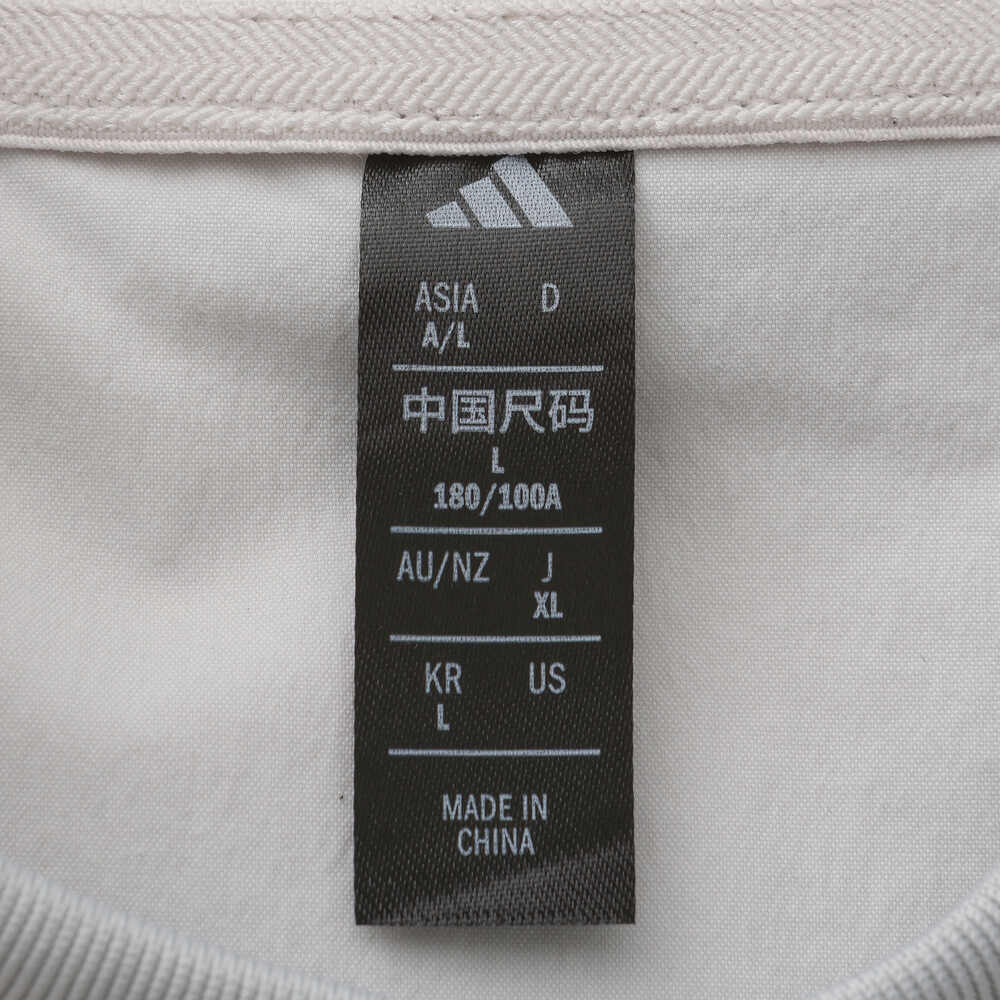 ASIA D
A/L
中国尺码
L
180/100A
AU/NZ J
XL
KR US
L
MADE IN
CHINA